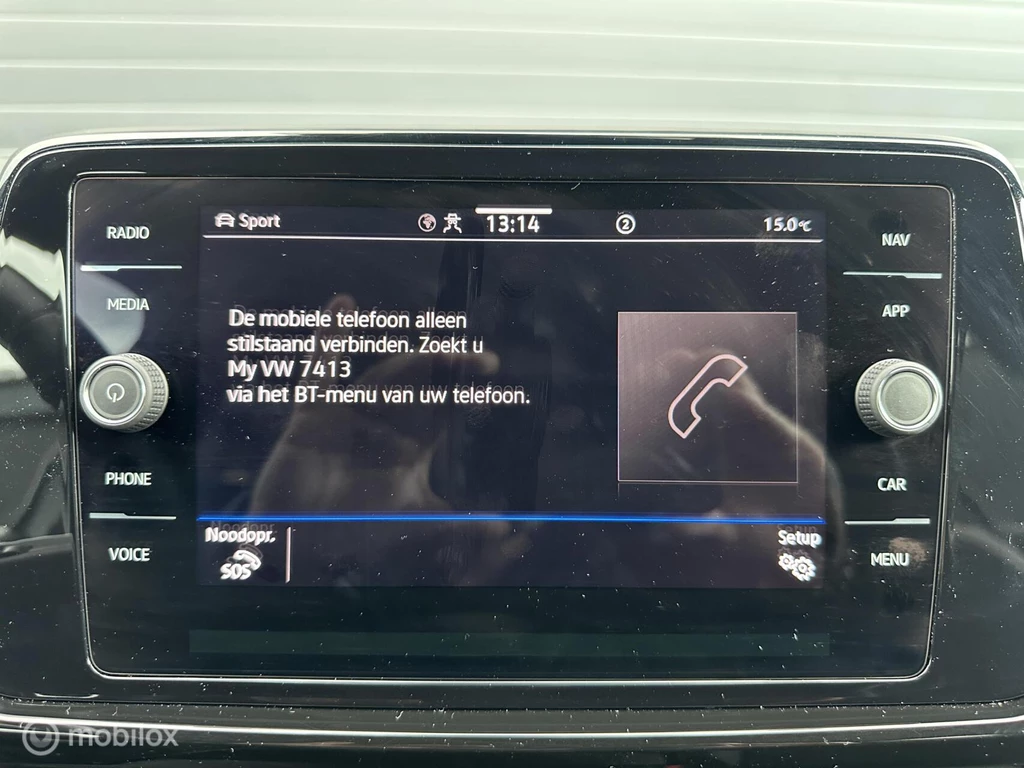 RADIO
MEDIA
PHONE
VOICE
Sport
13:14
2
15.0°C
De mobiele telefoon alleen
stilstaand verbinden. Zoekt u
My VW 7413
via het BT-menu van uw telefoon.
Noodopr.
SOS
Setup
NAV
APP
CAR
MENU
mobilox